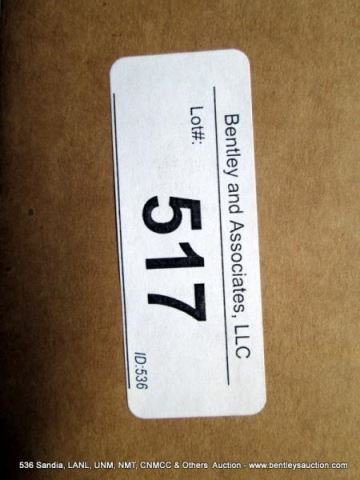 Bentley and Associates, LLC
Lot#:
517
ID:536
536 Sandia, LANL, UNM, NMT, CNMCC & Others Auction - www.bentleysauction.com